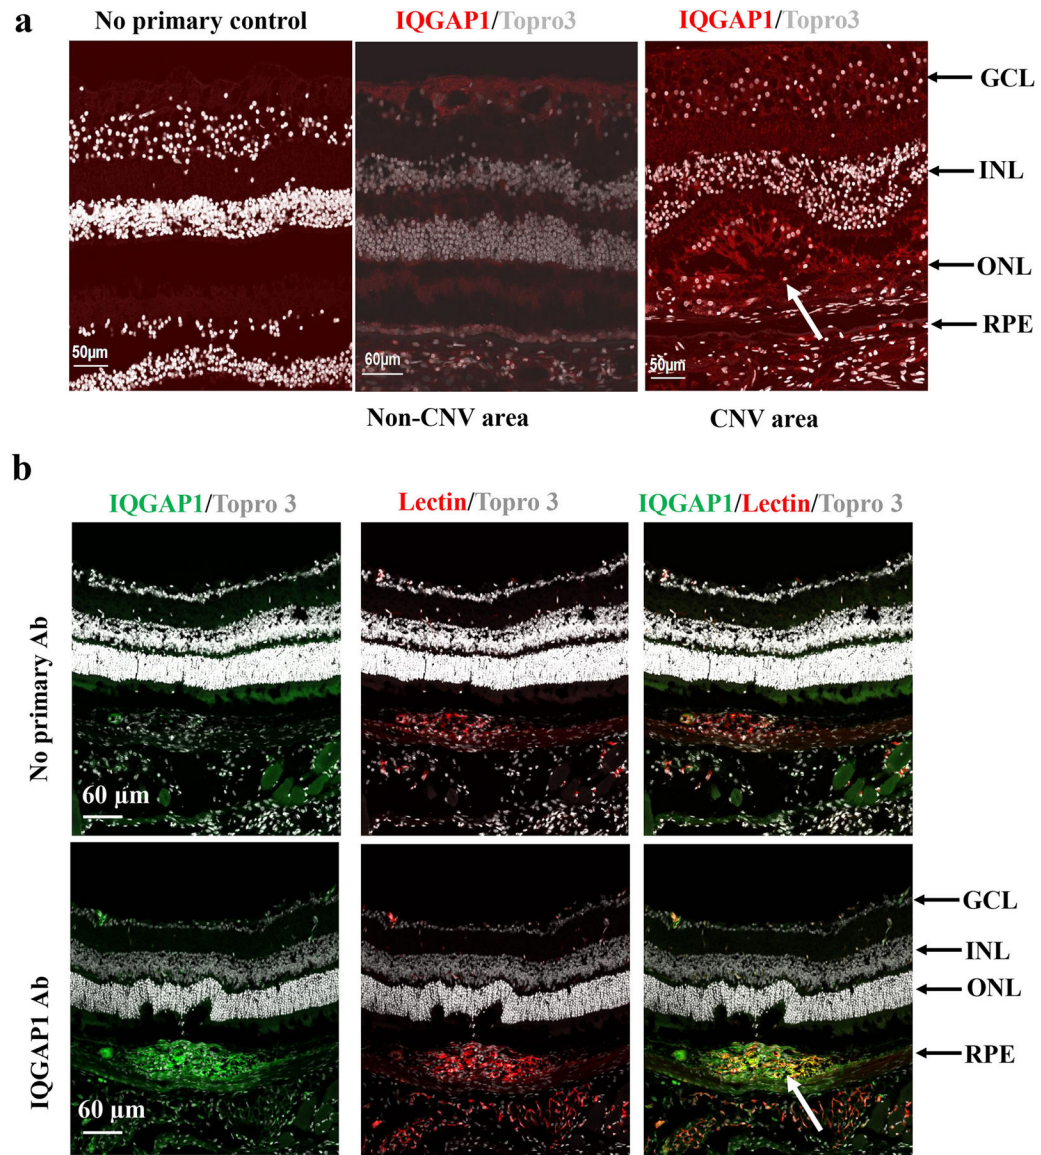 a
No primary control
IQGAP1/Topro3
IQGAP1/Topro3
GCL
INL
ONL
RPE
50μm
60μm
50μm
Non-CNV area
CNV area
b
IQGAP1/Topro 3
Lectin/Topro 3
IQGAP1/Lectin/Topro 3
No primary Ab
60 μm
IQGAP1 Ab
60 μm
GCL
INL
ONL
RPE